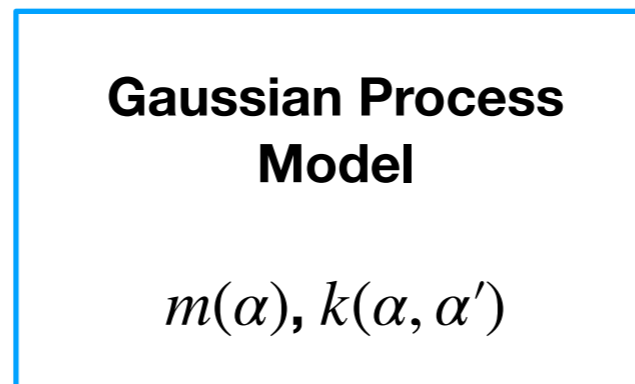 Gaussian Process
Model
m(α), k(α, α′)